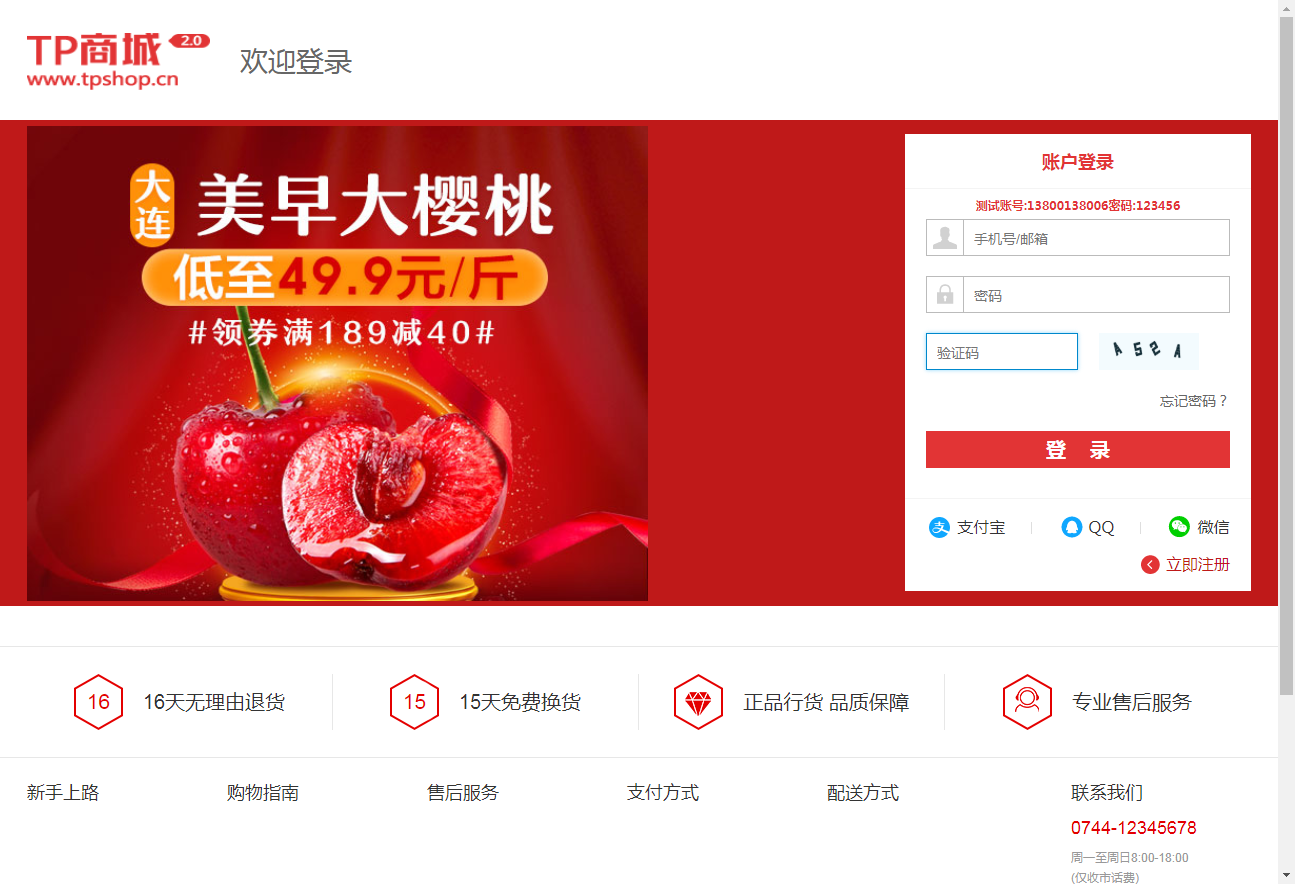 TP商城 2.0
www.tpshop.cn
欢迎登录
大连
美早大樱桃
低至49.9元/斤
#领券满189减40#
账户登录
测试账号:13800138006密码:123456
手机号/邮箱
密码
验证码
A 5 2 A
忘记密码？
登 录
支付宝
QQ
微信
立即注册
16 16天无理由退货
15 15天免费换货
正品行货 品质保障
专业售后服务
新手上路
购物指南
售后服务
支付方式
配送方式
联系我们
0744-12345678
周一至周日8:00-18:00
(仅收市话费)